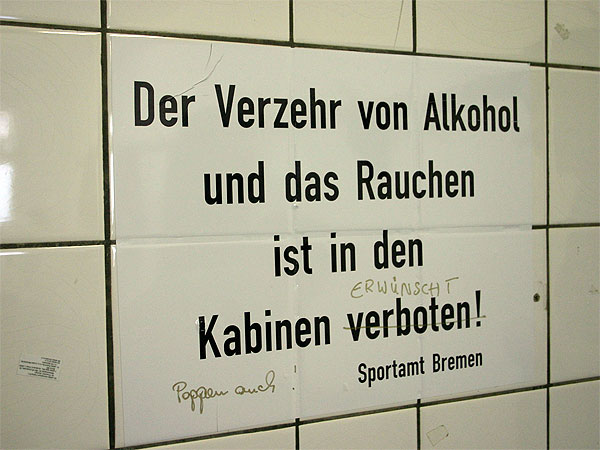 Der Verzehr von Alkohol
und das Rauchen
ist in den
ERWÜNSCHT
Kabinen verboten!
Sportamt Bremen
Poppen auch !